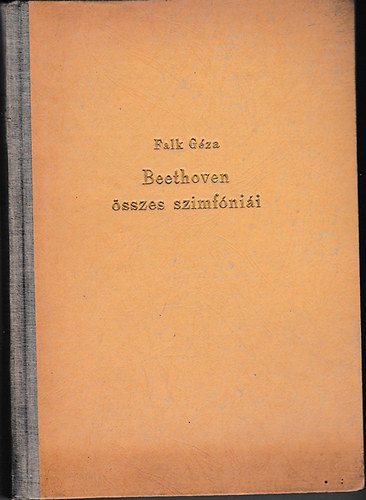 Falk Géza
Beethoven
összes szimfóniái